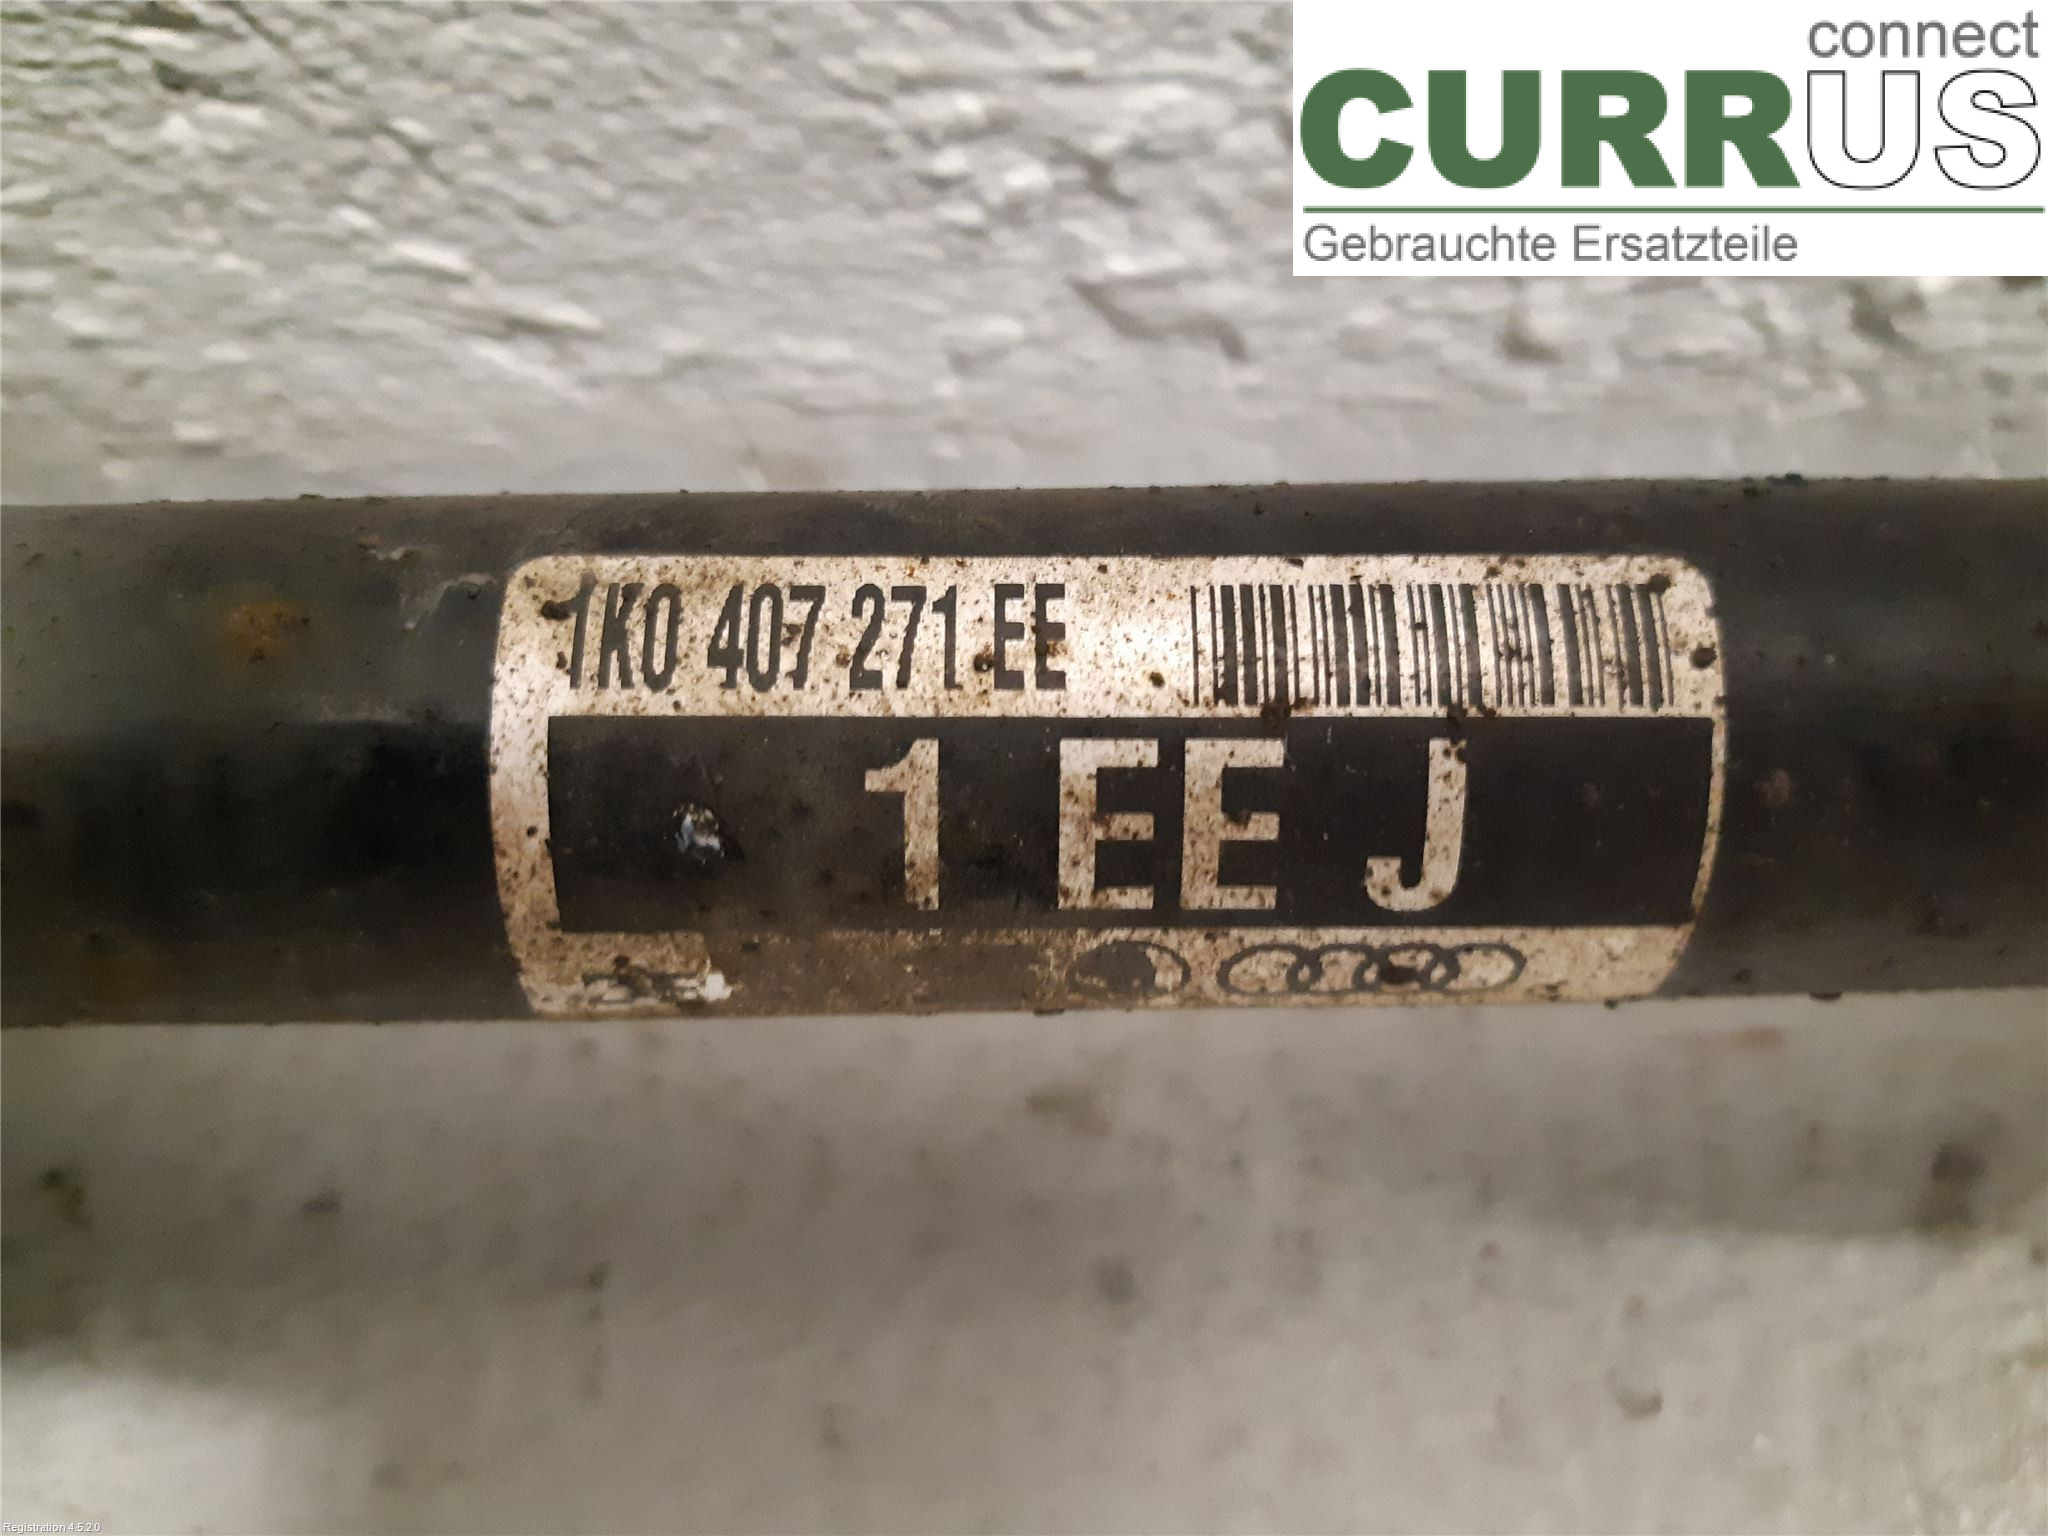 connect
CURRUS
Gebrauchte Ersatzteile
1K0 407 271 EE
1 EE J
Registration 4.5.2.0